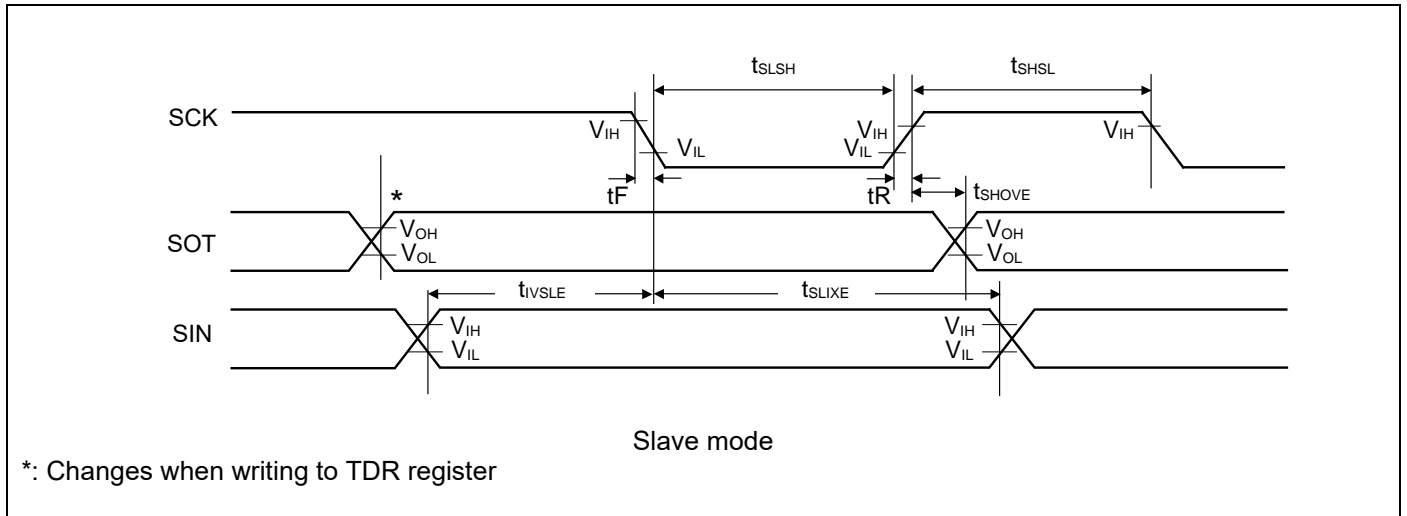 tSLSH tSHSL
SCK
VIH VIL VIL VIH VIH
tF tR tSHOVE
*
SOT
VOH VOH
VOL VOL
tIVSLE tSLIXE
SIN
VIH VIH
VIL VIL
Slave mode
*: Changes when writing to TDR register